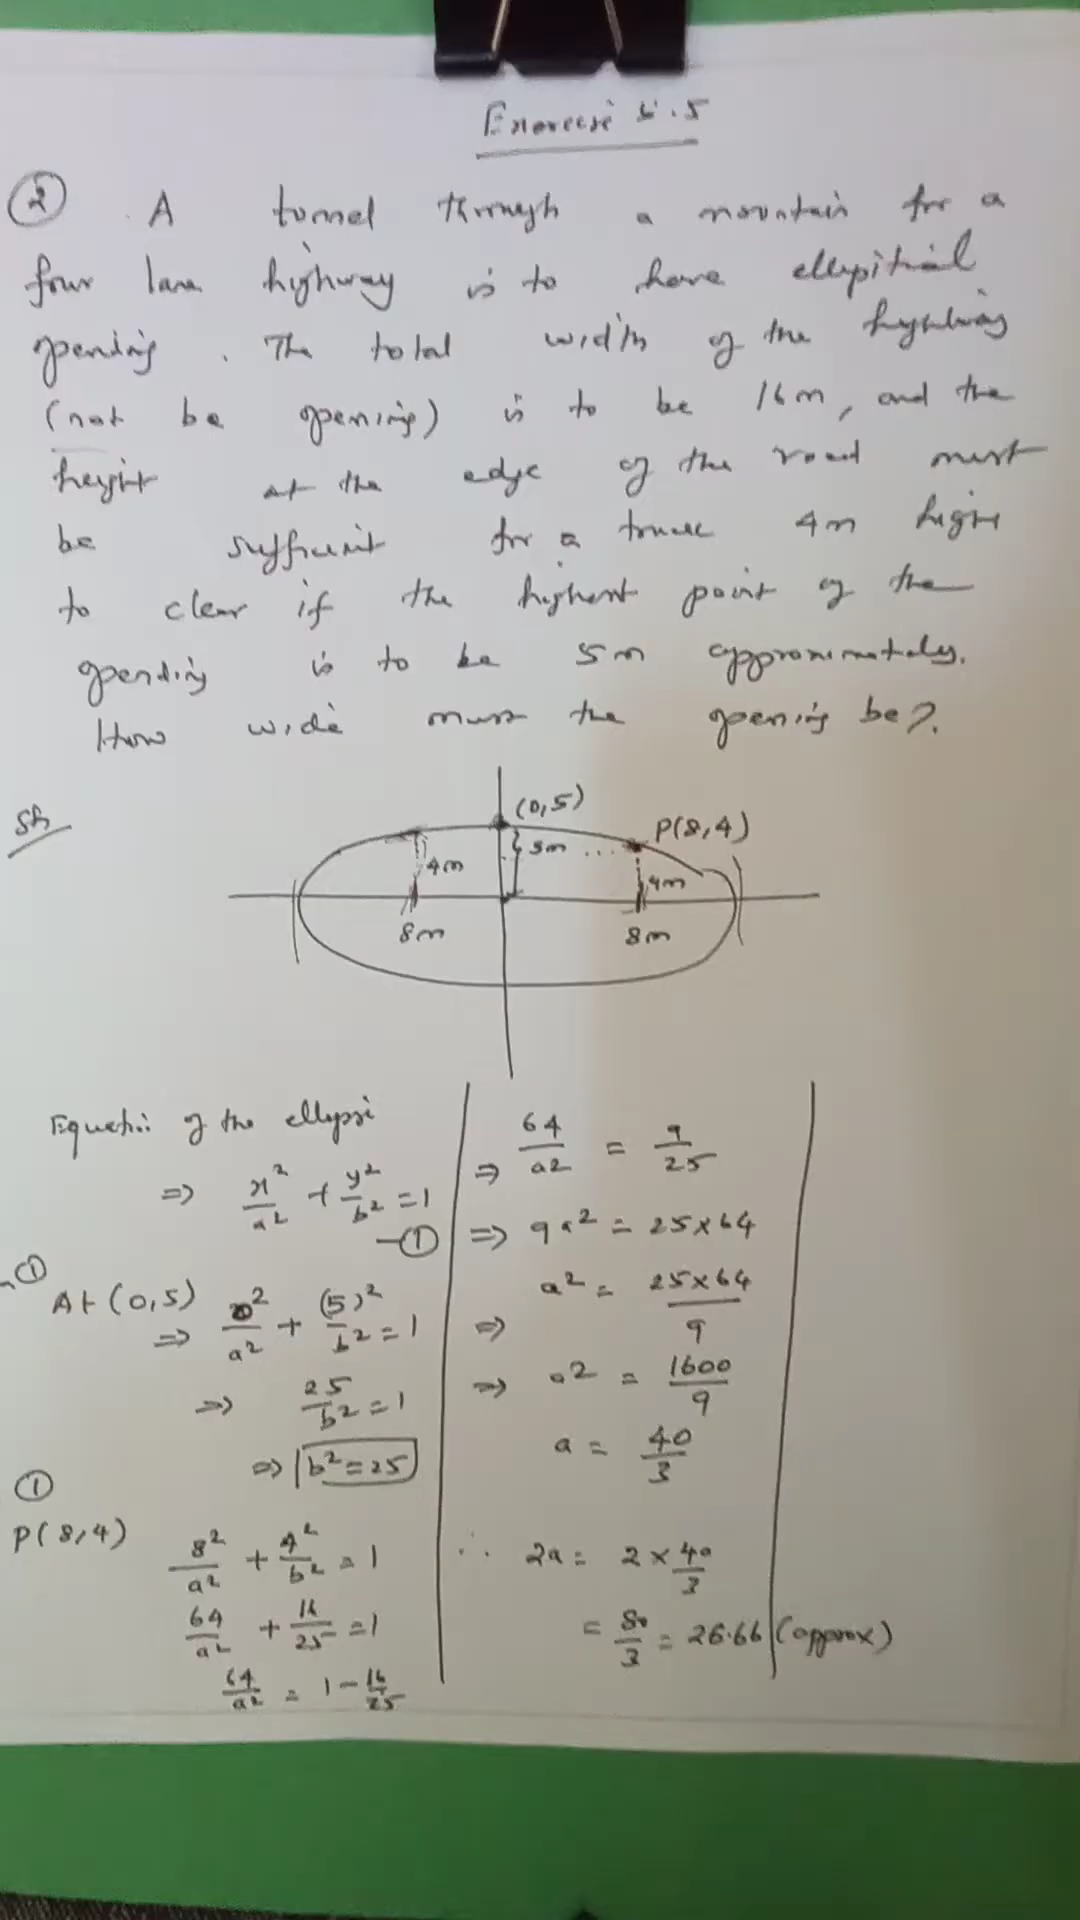 Exercise 5.5
② A tunnel through a mountain for a
four lane highway is to have elliptical
opening. The total width of the highway
(not be opening) is to be 16m, and the
height at the edge of the road must
be sufficient for a truck 4m high
to clear if the highest point of the
opening is to be 5m approximately.
How wide must the opening be?
Sol
(0,5)
P(8,4)
4m 5m 4m
8m 8m
Equation of the ellipse
⇒ x²/a² + y²/b² = 1 —①
① At (0,5)
⇒ 0²/a² + (5)²/b² = 1
⇒ 25/b² = 1
⇒ b² = 25
①
P(8,4)
8²/a² + 4²/b² = 1
64/a² + 16/25 = 1
64/a² = 1 - 16/25
⇒ 64/a² = 9/25
⇒ 9a² = 25×64
⇒ a² = 25×64/9
⇒ a² = 1600/9
a = 40/3
∴ 2a = 2 × 40/3
= 80/3 = 26.66 (approx)